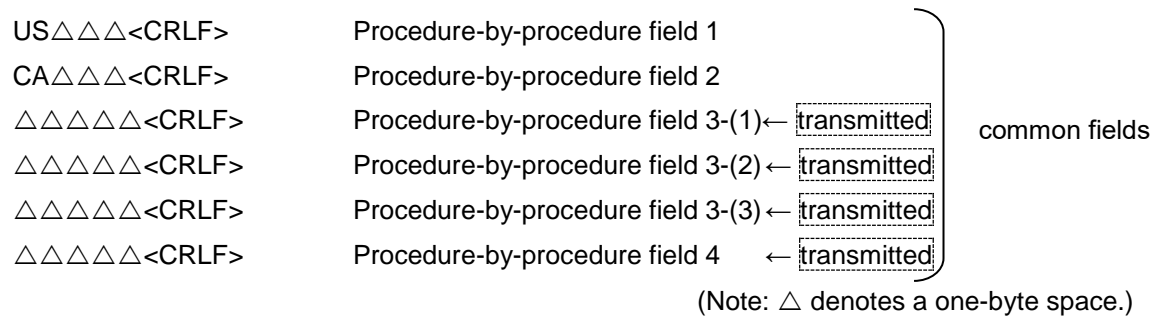 US△△△<CRLF> Procedure-by-procedure field 1
CA△△△<CRLF> Procedure-by-procedure field 2
△△△△△<CRLF> Procedure-by-procedure field 3-(1)← transmitted
△△△△△<CRLF> Procedure-by-procedure field 3-(2)← transmitted
△△△△△<CRLF> Procedure-by-procedure field 3-(3)← transmitted
△△△△△<CRLF> Procedure-by-procedure field 4 ← transmitted
common fields
(Note: △ denotes a one-byte space.)